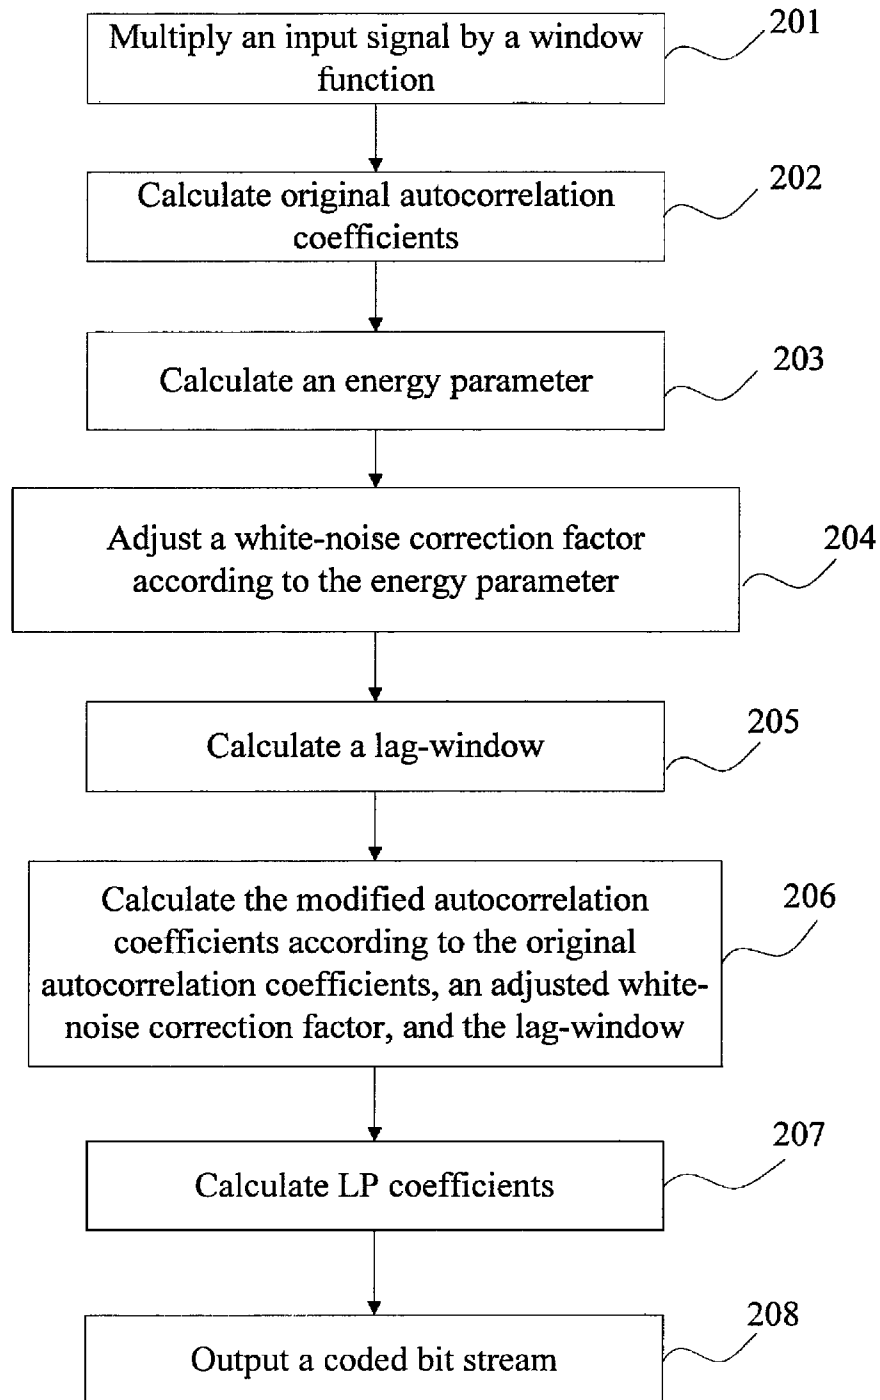 Multiply an input signal by a window
function
201
Calculate original autocorrelation
coefficients
202
Calculate an energy parameter
203
Adjust a white-noise correction factor
according to the energy parameter
204
Calculate a lag-window
205
Calculate the modified autocorrelation
coefficients according to the original
autocorrelation coefficients, an adjusted white-
noise correction factor, and the lag-window
206
Calculate LP coefficients
207
Output a coded bit stream
208